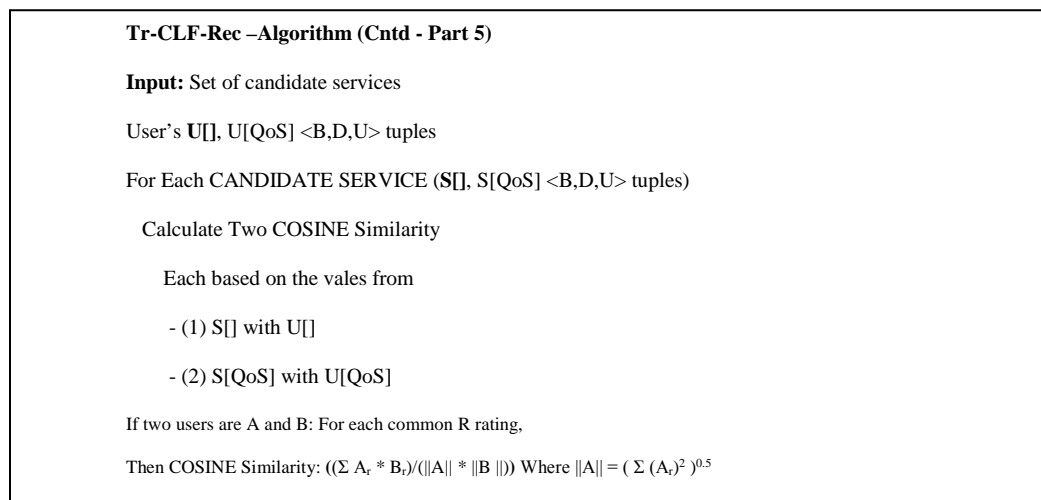 Tr-CLF-Rec –Algorithm (Cntd - Part 5)
Input: Set of candidate services
User's U[], U[QoS] <B,D,U> tuples
For Each CANDIDATE SERVICE (S[], S[QoS] <B,D,U> tuples)
Calculate Two COSINE Similarity
Each based on the vales from
- (1) S[] with U[]
- (2) S[QoS] with U[QoS]
If two users are A and B: For each common R rating,
Then COSINE Similarity: ((Σ Aᵣ * Bᵣ)/(||A|| * ||B ||)) Where ||A|| = ( Σ (Aᵣ)² )⁰·⁵